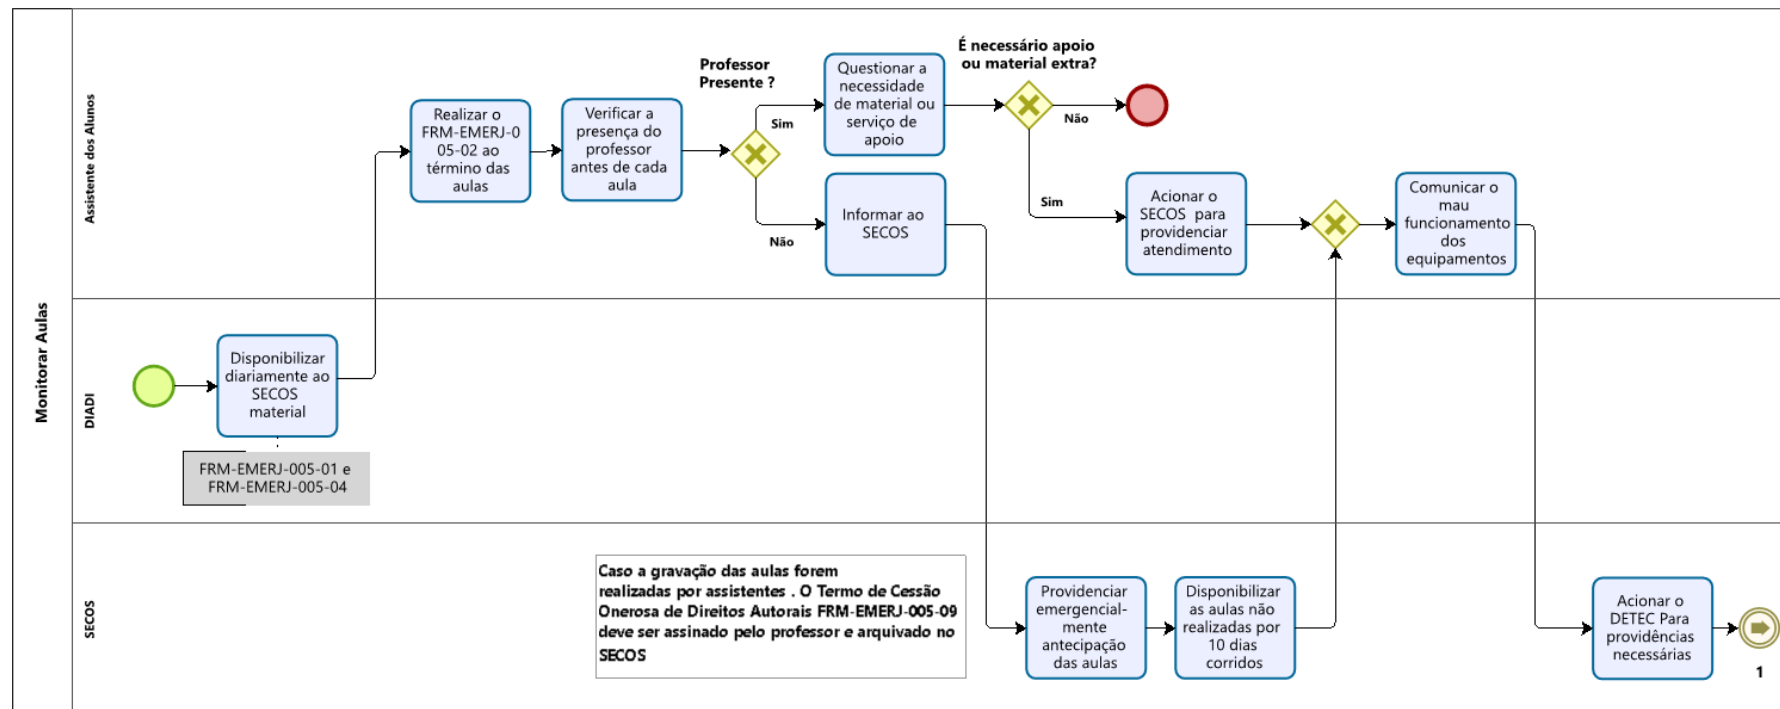 Monitorar Aulas
Assistente dos Alunos
Realizar o
FRM-EMERJ-0
05-02 ao
término das
aulas
Verificar a
presença do
professor
antes de cada
aula
Professor
Presente ?
Sim
Não
Questionar a
necessidade
de material ou
serviço de
apoio
Informar ao
SECOS
É necessário apoio
ou material extra?
Não
Sim
Acionar o
SECOS para
providenciar
atendimento
Comunicar o
mau
funcionamento
dos
equipamentos
DIADI
Disponibilizar
diariamente ao
SECOS
material
FRM-EMERJ-005-01 e
FRM-EMERJ-005-04
SECOS
Caso a gravação das aulas forem
realizadas por assistentes . O Termo de Cessão
Onerosa de Direitos Autorais FRM-EMERJ-005-09
deve ser assinado pelo professor e arquivado no
SECOS
Providenciar
emergencial-
mente
antecipação
das aulas
Disponibilizar
as aulas não
realizadas por
10 dias
corridos
Acionar o
DETEC Para
providências
necessárias
1